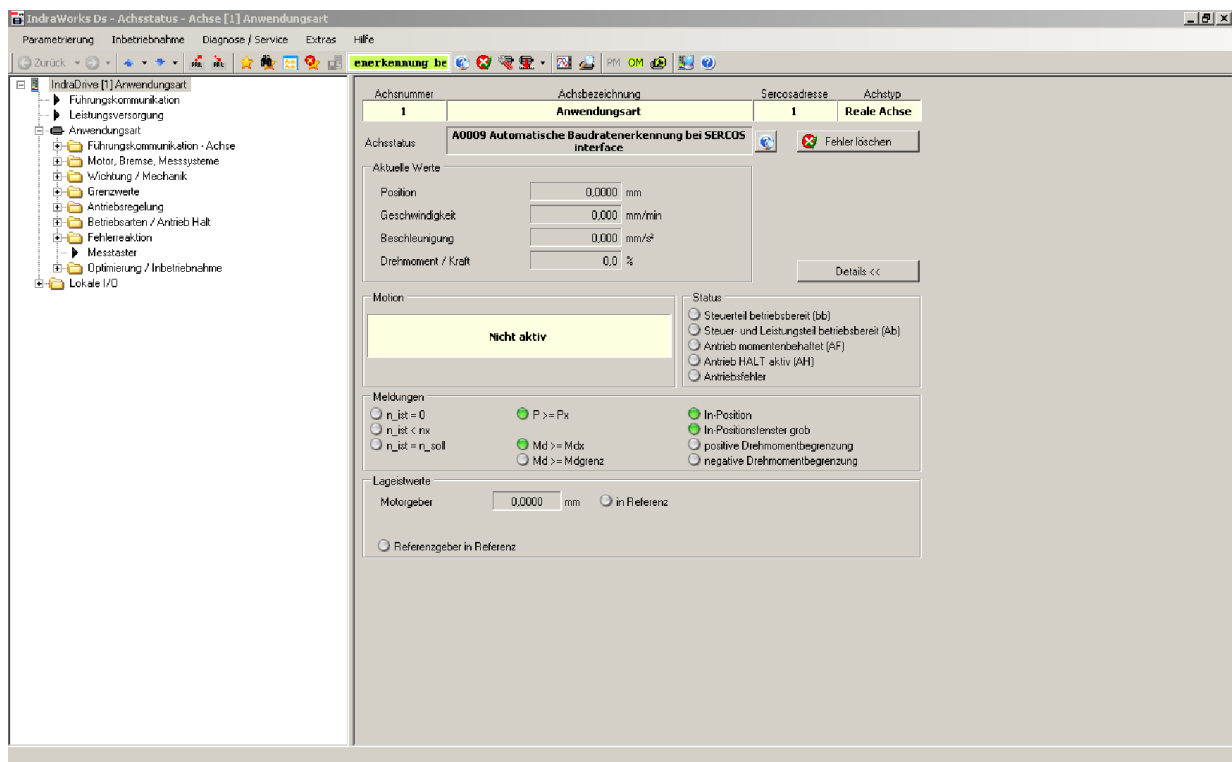 IndraWorks Ds - Achsstatus - Achse [1] Anwendungsart
Parametrierung Inbetriebnahme Diagnose / Service Extras Hilfe
Zurück enerkennung be PM OM
IndraDrive [1] Anwendungsart
Führungskommunikation
Leistungsversorgung
Anwendungsart
Führungskommunikation - Achse
Motor, Bremse, Messsysteme
Wichtung / Mechanik
Grenzwerte
Antriebsregelung
Betriebsarten / Antrieb Halt
Fehlerreaktion
Messtaster
Optimierung / Inbetriebnahme
Lokale I/O
Achsnummer Achsbezeichnung Sercosadresse Achstyp
1 Anwendungsart 1 Reale Achse
Achsstatus
A0009 Automatische Baudratenerkennung bei SERCOS
interface
Fehler löschen
Aktuelle Werte
Position 0,0000 mm
Geschwindigkeit 0,000 mm/min
Beschleunigung 0,000 mm/s²
Drehmoment / Kraft 0,0 %
Details <<
Motion
Nicht aktiv
Status
Steuerteil betriebsbereit (bb)
Steuer- und Leistungsteil betriebsbereit (Ab)
Antrieb momentenbehaftet (AF)
Antrieb HALT aktiv (AH)
Antriebsfehler
Meldungen
n_ist = 0 P >= Px In-Position
n_ist < nx In-Positionsfenster grob
n_ist = n_soll Md >= Mdx positive Drehmomentbegrenzung
Md >= Mdgrenz negative Drehmomentbegrenzung
Lageistwerte
Motorgeber 0,0000 mm in Referenz
Referenzgeber in Referenz